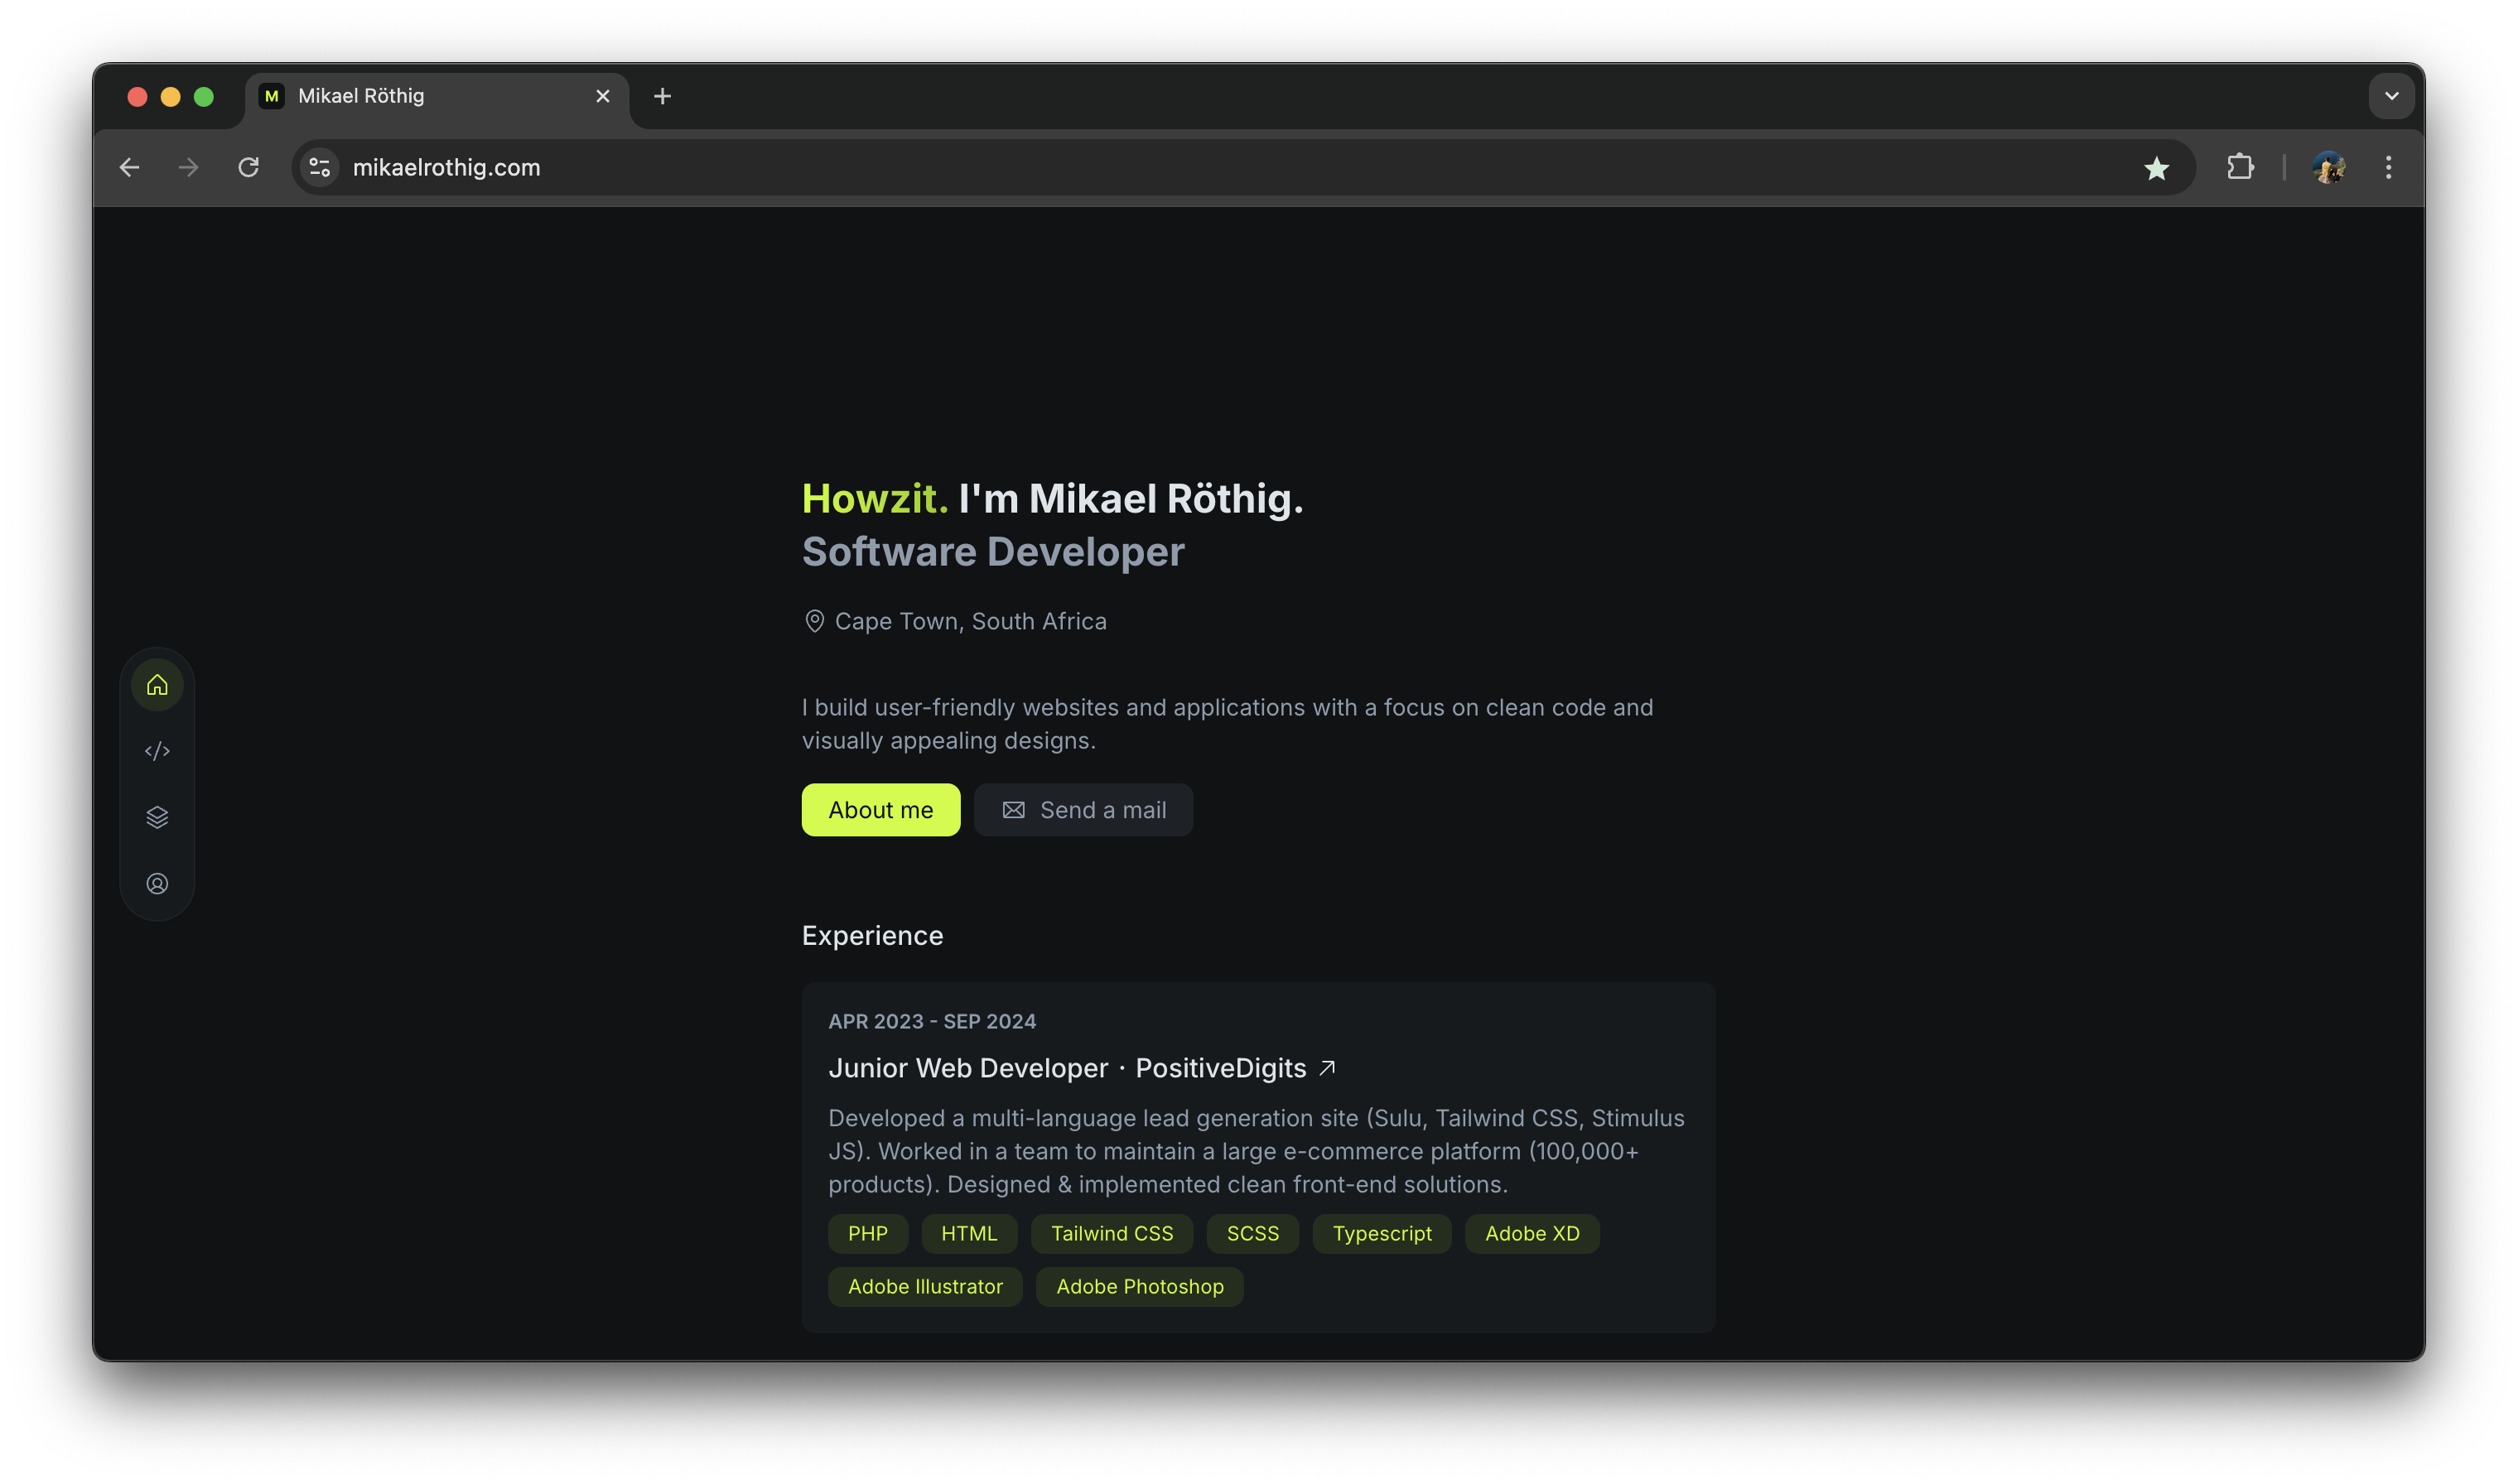 M Mikael Röthig
mikaelrothig.com
Howzit. I'm Mikael Röthig.
Software Developer
Cape Town, South Africa
I build user-friendly websites and applications with a focus on clean code and
visually appealing designs.
About me Send a mail
Experience
APR 2023 - SEP 2024
Junior Web Developer · PositiveDigits
Developed a multi-language lead generation site (Sulu, Tailwind CSS, Stimulus
JS). Worked in a team to maintain a large e-commerce platform (100,000+
products). Designed & implemented clean front-end solutions.
PHP HTML Tailwind CSS SCSS Typescript Adobe XD
Adobe Illustrator Adobe Photoshop